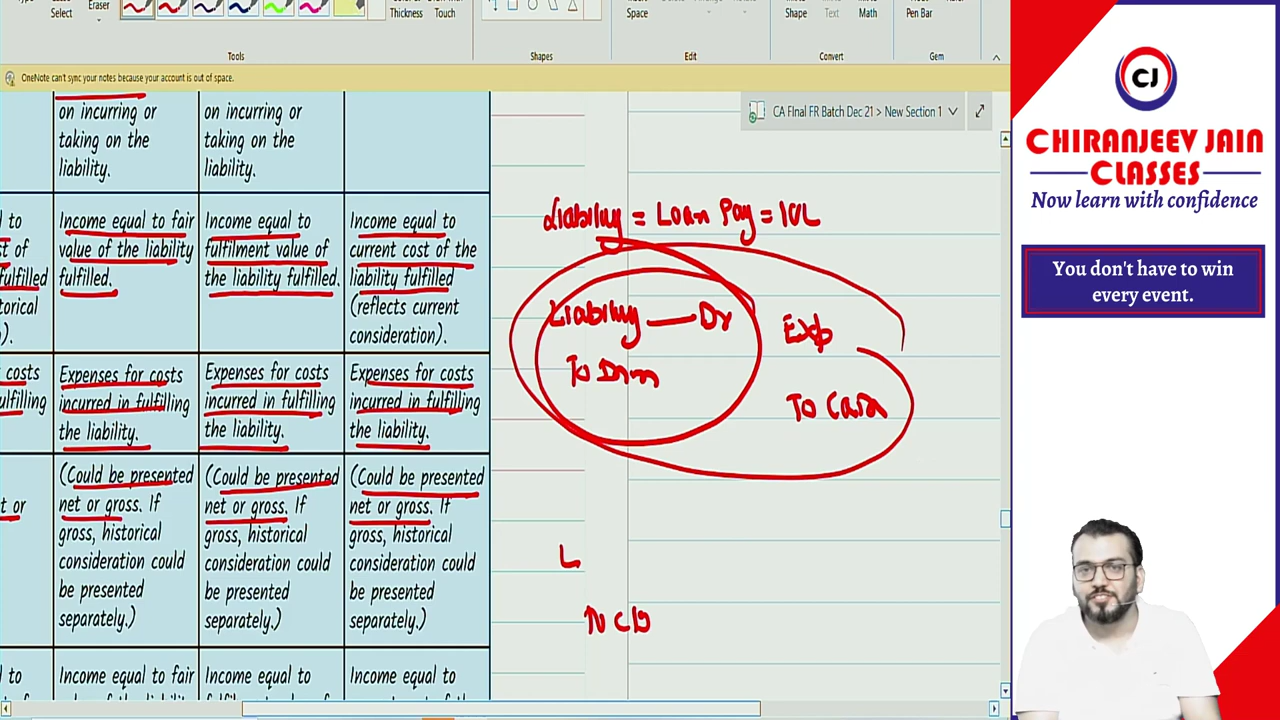 Eraser
Select
Thickness
Touch
Space
Shape
Text
Math
Pen Bar
Tools
Shapes
Edit
Convert
Gem
OneNote can't sync your notes because your account is out of space.
CA FInal FR Batch Dec 21 > New Section 1
on incurring or
taking on the
liability.
on incurring or
taking on the
liability.
Income equal to fair
value of the liability
fulfilled.
Income equal to
fulfilment value of
the liability fulfilled.
Income equal to
current cost of the
liability fulfilled
(reflects current
consideration).
Expenses for costs
incurred in fulfilling
the liability.
Expenses for costs
incurred in fulfilling
the liability.
Expenses for costs
incurred in fulfilling
the liability.
(Could be presented
net or gross. If
gross, historical
consideration could
be presented
separately.)
(Could be presented
net or gross. If
gross, historical
consideration could
be presented
separately.)
(Could be presented
net or gross. If
gross, historical
consideration could
be presented
separately.)
Income equal to fair
Income equal to
Income equal to
Liability = Loan Pay = 10L
Liability — Dr
Exp
To Cash
L
CJ
CHIRANJEEV JAIN
CLASSES
Now learn with confidence
You don't have to win
every event.